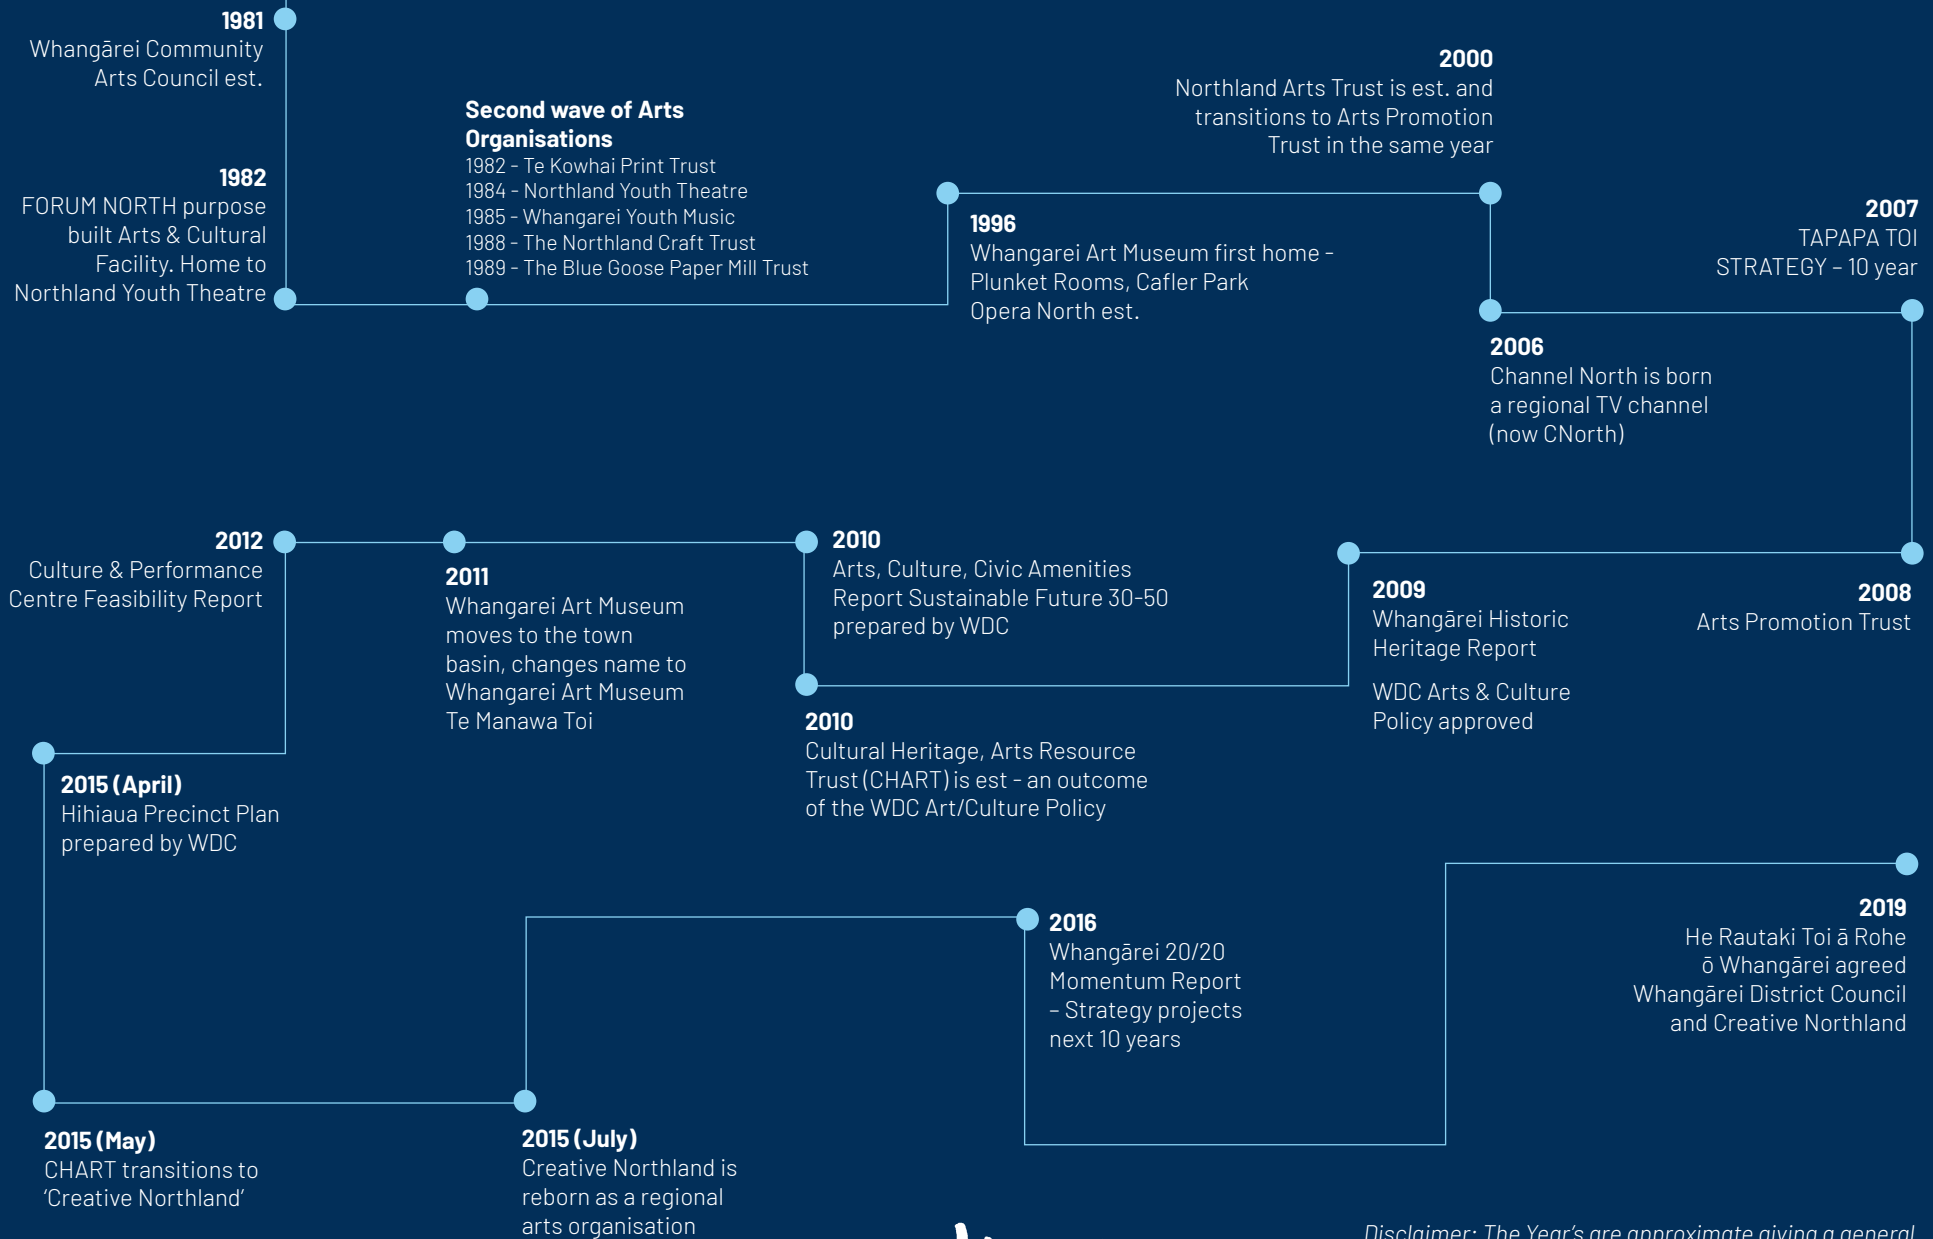 1981
Whangārei Community
Arts Council est.
1982
FORUM NORTH purpose
built Arts & Cultural
Facility. Home to
Northland Youth Theatre
Second wave of Arts
Organisations
1982 - Te Kowhai Print Trust
1984 - Northland Youth Theatre
1985 - Whangarei Youth Music
1988 - The Northland Craft Trust
1989 - The Blue Goose Paper Mill Trust
1996
Whangarei Art Museum first home -
Plunket Rooms, Cafler Park
Opera North est.
2000
Northland Arts Trust is est. and
transitions to Arts Promotion
Trust in the same year
2006
Channel North is born
a regional TV channel
(now CNorth)
2007
TAPAPA TOI
STRATEGY – 10 year
2008
Arts Promotion Trust
2009
Whangārei Historic
Heritage Report
WDC Arts & Culture
Policy approved
2010
Cultural Heritage, Arts Resource
Trust (CHART) is est - an outcome
of the WDC Art/Culture Policy
2010
Arts, Culture, Civic Amenities
Report Sustainable Future 30-50
prepared by WDC
2011
Whangarei Art Museum
moves to the town
basin, changes name to
Whangarei Art Museum
Te Manawa Toi
2012
Culture & Performance
Centre Feasibility Report
2015 (April)
Hihiaua Precinct Plan
prepared by WDC
2015 (May)
CHART transitions to
‘Creative Northland’
2015 (July)
Creative Northland is
reborn as a regional
arts organisation
2016
Whangārei 20/20
Momentum Report
– Strategy projects
next 10 years
2019
He Rautaki Toi ā Rohe
ō Whangārei agreed
Whangārei District Council
and Creative Northland
Disclaimer: The Year’s are approximate giving a general